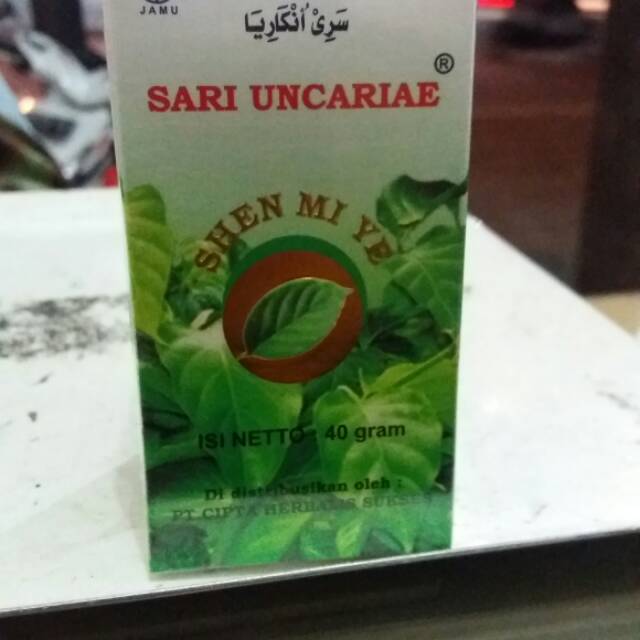 JAMU
سَرِيْ أُنْكَارِيَا
SARI UNCARIAE®
SHEN MI YE
ISI NETTO : 40 gram
Di distribusikan oleh :
PT. CIPTA HERBALIS SUKSES